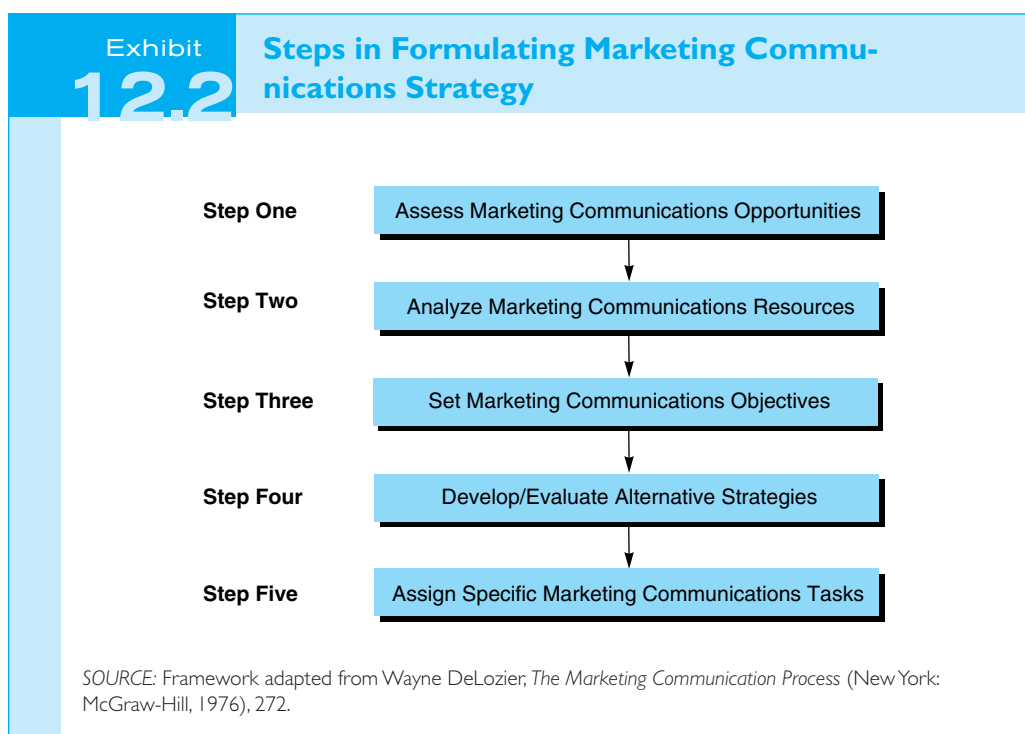 Exhibit
12.2
Steps in Formulating Marketing Commu-
nications Strategy
Step One
Assess Marketing Communications Opportunities
Step Two
Analyze Marketing Communications Resources
Step Three
Set Marketing Communications Objectives
Step Four
Develop/Evaluate Alternative Strategies
Step Five
Assign Specific Marketing Communications Tasks
SOURCE: Framework adapted from Wayne DeLozier, The Marketing Communication Process (New York:
McGraw-Hill, 1976), 272.